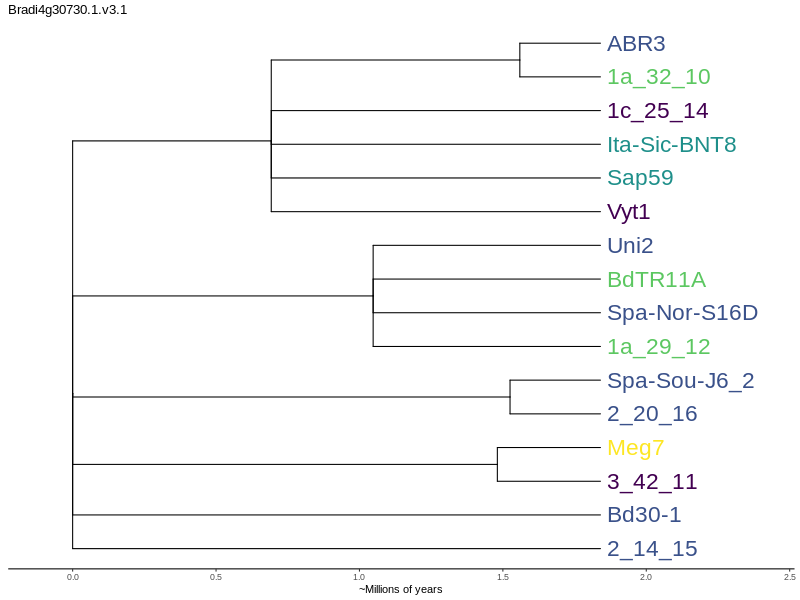 Bradi4g30730.1.v3.1
ABR3
1a_32_10
1c_25_14
Ita-Sic-BNT8
Sap59
Vyt1
Uni2
BdTR11A
Spa-Nor-S16D
1a_29_12
Spa-Sou-J6_2
2_20_16
Meg7
3_42_11
Bd30-1
2_14_15
0.0 0.5 1.0 1.5 2.0 2.5
~Millions of years